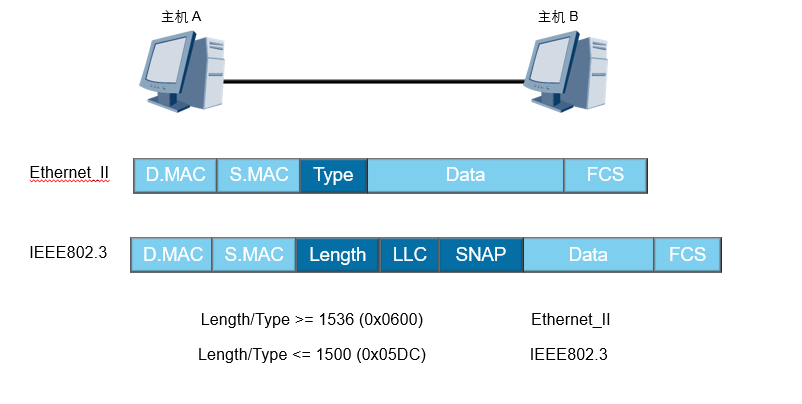 主机 A 主机 B
Ethernet_II D.MAC S.MAC Type Data FCS
IEEE802.3 D.MAC S.MAC Length LLC SNAP Data FCS
Length/Type >= 1536 (0x0600) Ethernet_II
Length/Type <= 1500 (0x05DC) IEEE802.3